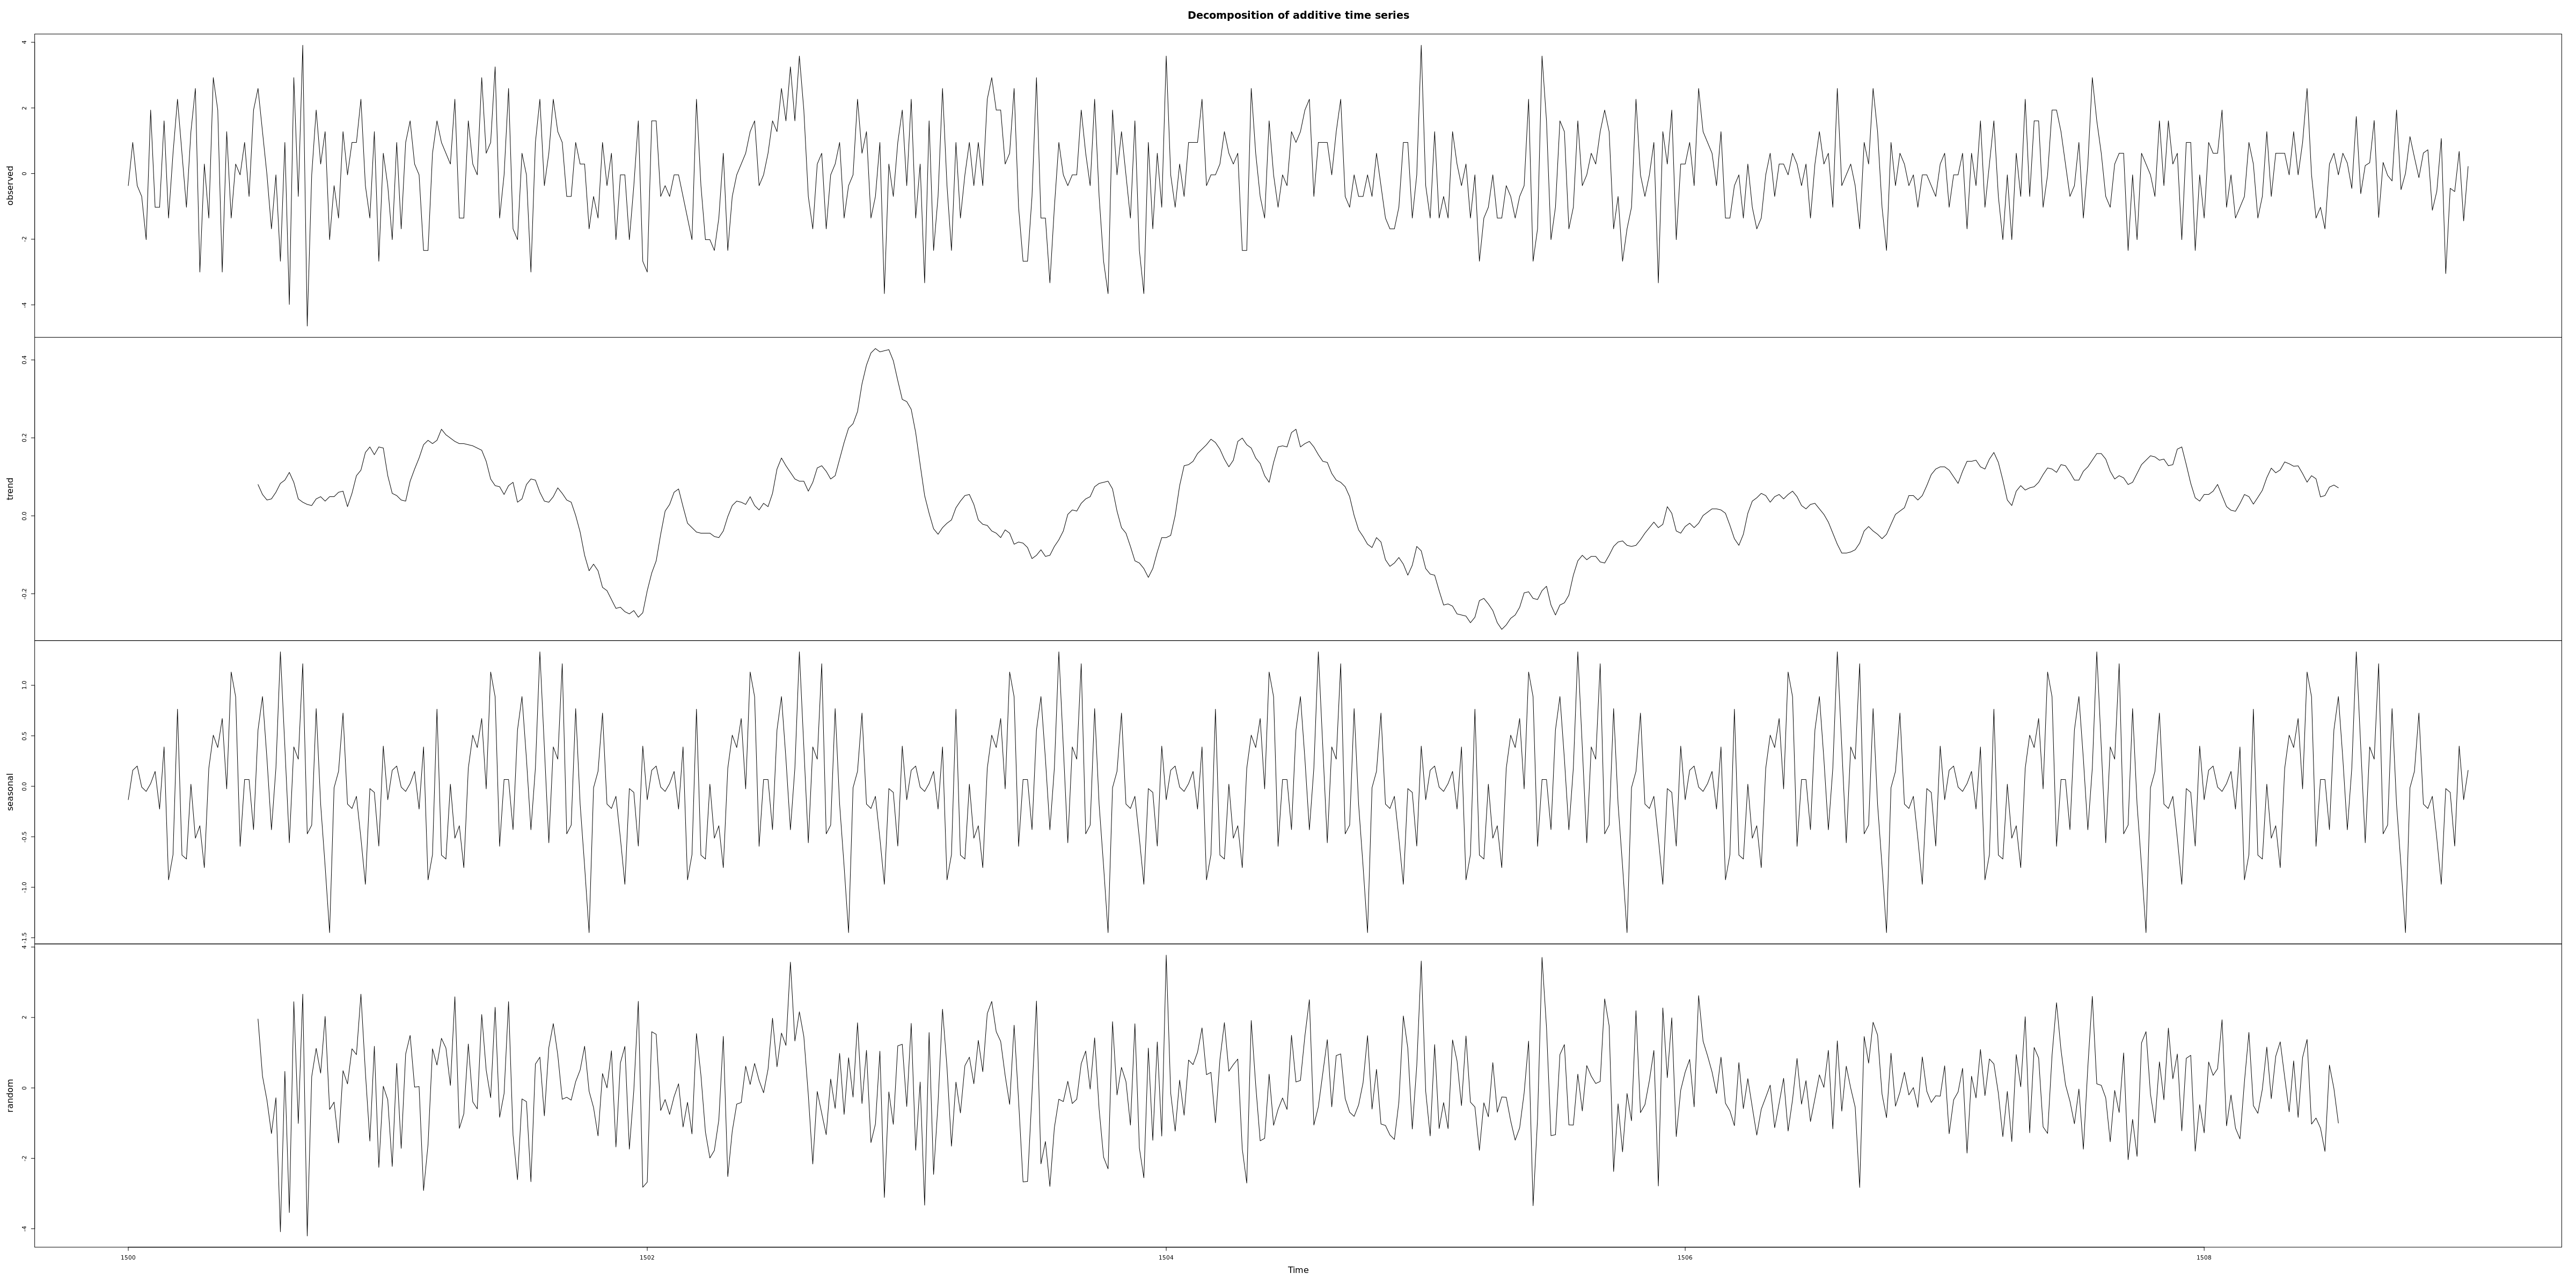 Decomposition of additive time series
observed
4
2
0
-2
-4
trend
0.4
0.2
0.0
-0.2
seasonal
1.0
0.5
0.0
-0.5
-1.0
-1.5
random
4
2
0
-2
-4
1500 1502 1504 1506 1508
Time